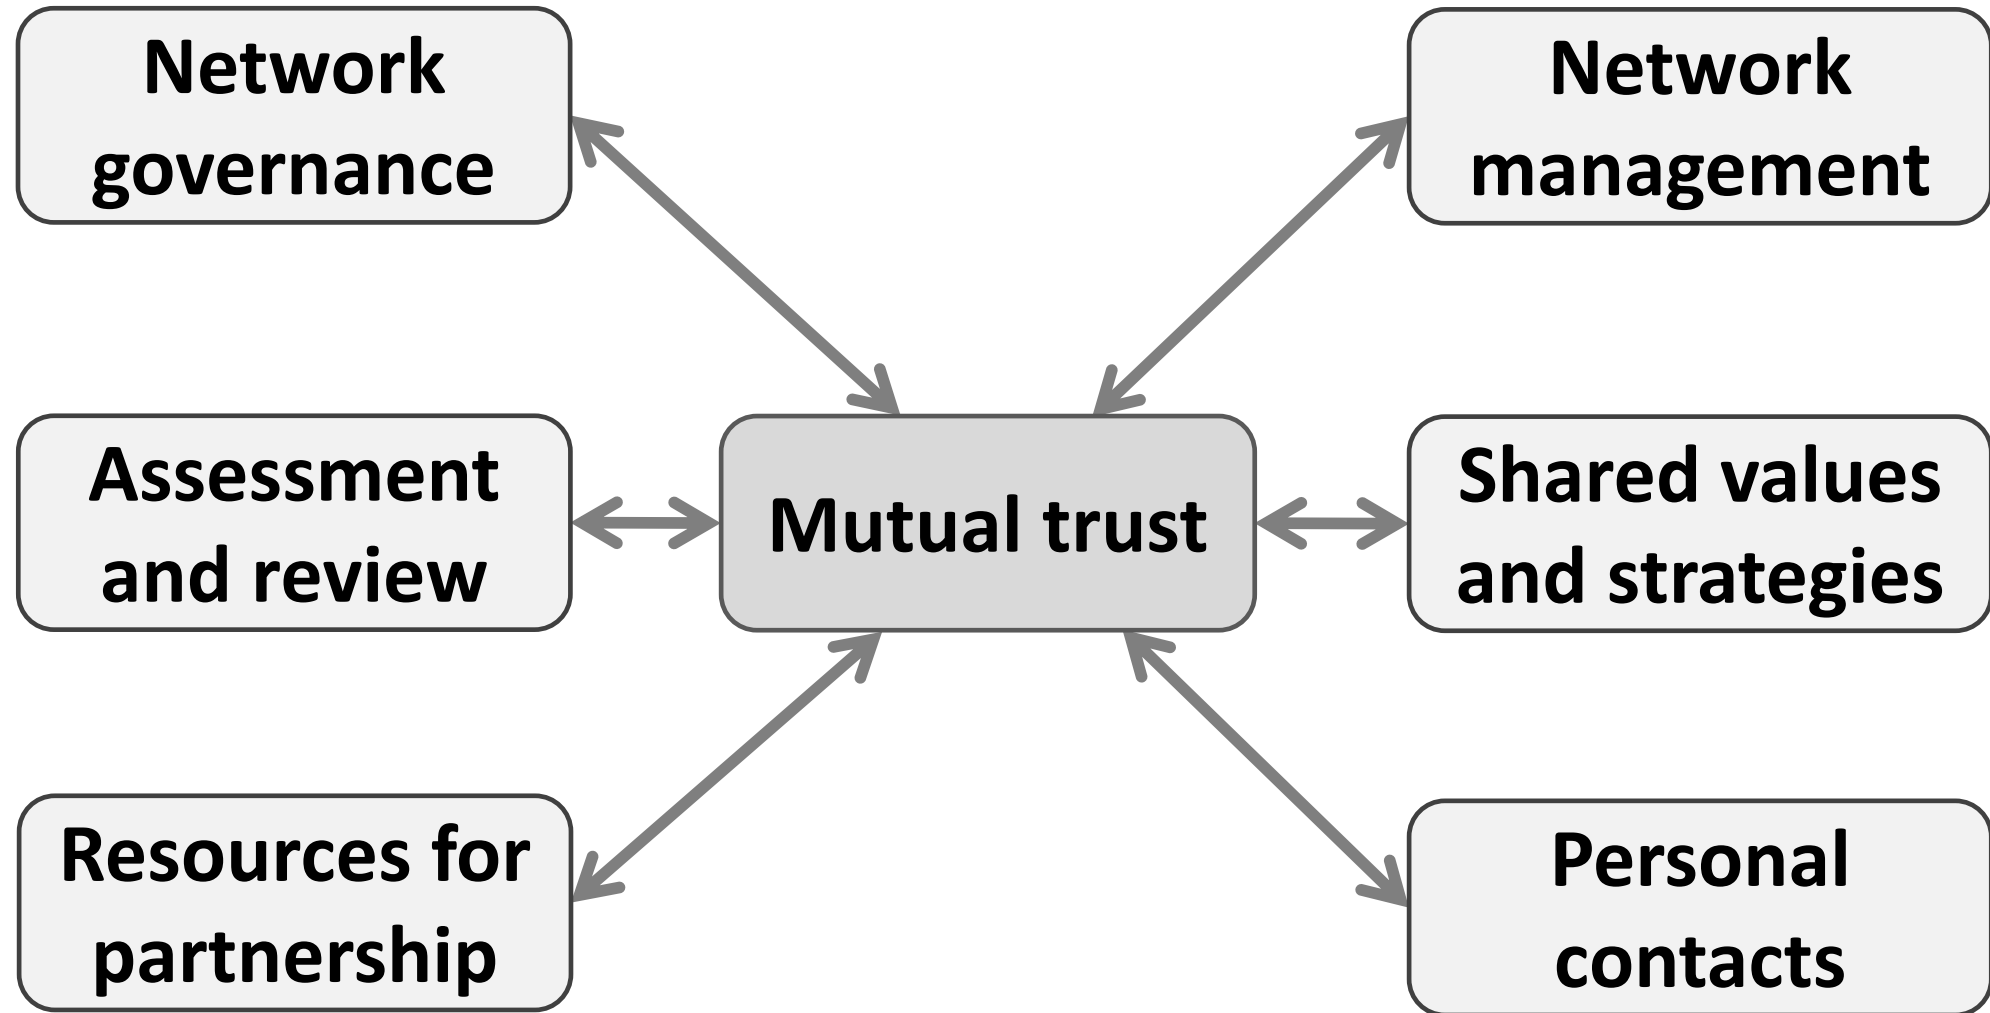 Network
governance
Network
management
Assessment
and review
Mutual trust
Shared values
and strategies
Resources for
partnership
Personal
contacts